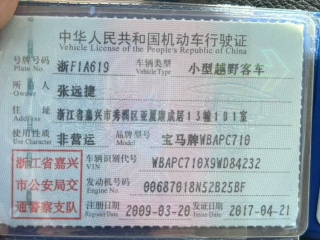 中华人民共和国机动车行驶证
Vehicle License of the People's Republic of China
号牌号码 浙F1A619 车辆类型 小型越野客车
Plate No. Vehicle Type
所有人 张远捷
Owner
住址 浙江省嘉兴市秀洲区亚厦康成居13幢101室
Address
使用性质 非营运 品牌型号 宝马牌WBAPC710
Use Character Model
浙江省嘉兴 车辆识别代号 WBAPC710X9WD84232
VIN
市公安局交 发动机号码 00687018N52B25BF
Engine No.
通警察支队 注册日期 2009-03-20 发证日期 2017-04-21
Register Date Issue Date